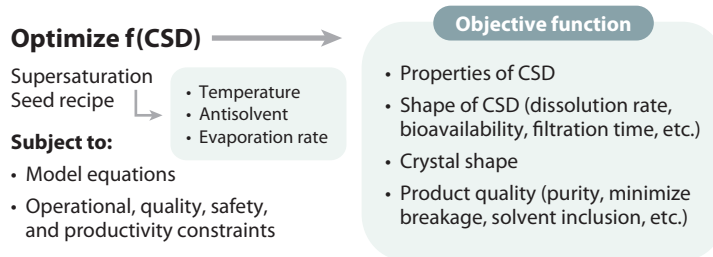 Optimize f(CSD)
Supersaturation
Seed recipe
• Temperature
• Antisolvent
• Evaporation rate
Subject to:
• Model equations
• Operational, quality, safety,
and productivity constraints
Objective function
• Properties of CSD
• Shape of CSD (dissolution rate,
bioavailability, filtration time, etc.)
• Crystal shape
• Product quality (purity, minimize
breakage, solvent inclusion, etc.)